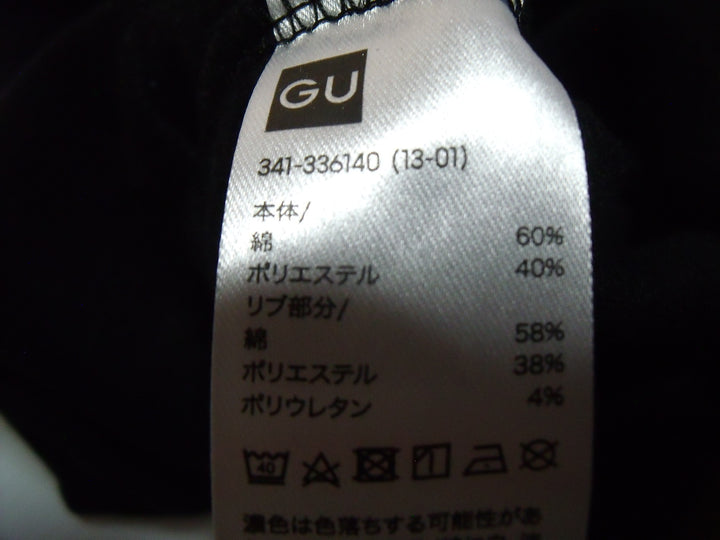 GU
341-336140 (13-01)
本体/
綿 60%
ポリエステル 40%
リブ部分/
綿 58%
ポリエステル 38%
ポリウレタン 4%
40
濃色は色落ちする可能性があ